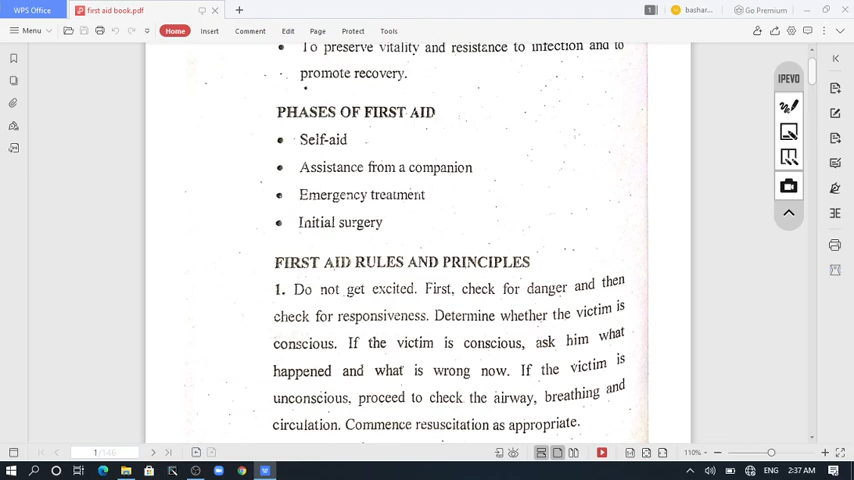 WPS Office
first aid book.pdf
1
bashar...
Go Premium
Menu
Home
Insert
Comment
Edit
Page
Protect
Tools
To preserve vitality and resistance to infection and to
promote recovery.
IPEVO
PHASES OF FIRST AID
Self-aid
Assistance from a companion
Emergency treatment
Initial surgery
FIRST AID RULES AND PRINCIPLES
1. Do not get excited. First, check for danger and then
check for responsiveness. Determine whether the victim is
conscious. If the victim is conscious, ask him what
happened and what is wrong now. If the victim is
unconscious, proceed to check the airway, breathing and
circulation. Commence resuscitation as appropriate.
1/146
110%
ENG
2:37 AM